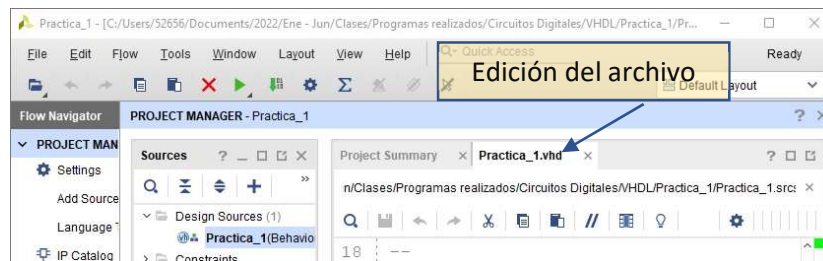 Practica_1 - [C:/Users/52656/Documents/2022/Ene - Jun/Clases/Programas realizados/Circuitos Digitales/VHDL/Practica_1/Pr...
File Edit Flow Tools Window Layout View Help Quick Access Ready
Edición del archivo
Default Layout
Flow Navigator PROJECT MANAGER - Practica_1 ?
PROJECT MAN
Sources ? Project Summary Practica_1.vhd ?
Settings
n/Clases/Programas realizados/Circuitos Digitales/VHDL/Practica_1/Practica_1.srcs
Add Source
Language T
Design Sources (1)
Practica_1(Behavio
IP Catalog
Constraints
18 --